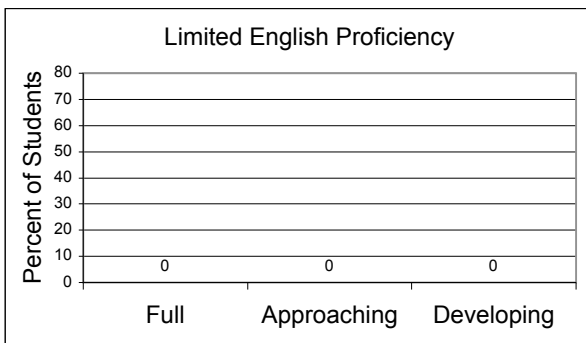 Limited English Proficiency
Percent of Students
80
70
60
50
40
30
20
10
0
0 0 0
Full Approaching Developing